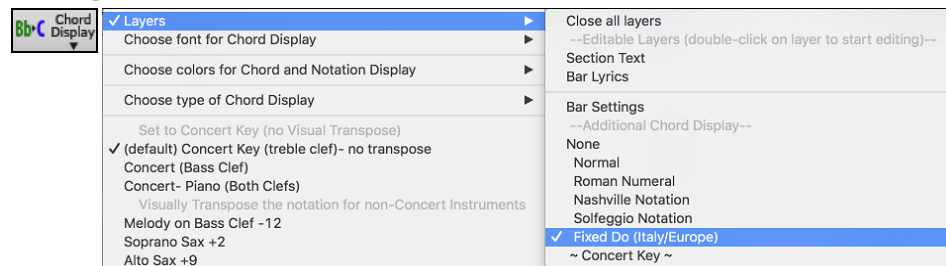 Bb▸C Chord
Display
✓ Layers
Choose font for Chord Display
Choose colors for Chord and Notation Display
Choose type of Chord Display
Set to Concert Key (no Visual Transpose)
✓ (default) Concert Key (treble clef)- no transpose
Concert (Bass Clef)
Concert- Piano (Both Clefs)
Visually Transpose the notation for non-Concert Instruments
Melody on Bass Clef -12
Soprano Sax +2
Alto Sax +9
Close all layers
--Editable Layers (double-click on layer to start editing)--
Section Text
Bar Lyrics
Bar Settings
--Additional Chord Display--
None
Normal
Roman Numeral
Nashville Notation
Solfeggio Notation
✓ Fixed Do (Italy/Europe)
~ Concert Key ~